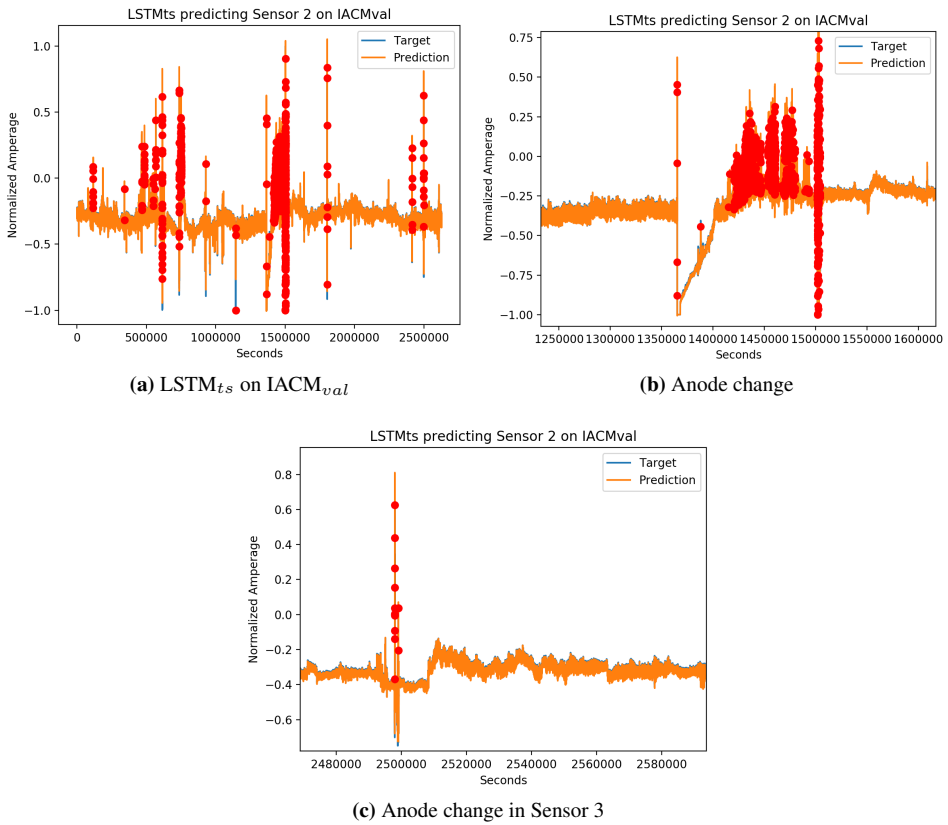 LSTMts predicting Sensor 2 on IACMval
Normalized Amperage
1.0
0.5
0.0
−0.5
−1.0
Target
Prediction
0 500000 1000000 1500000 2000000 2500000
Seconds
(a) LSTMts on IACMval
LSTMts predicting Sensor 2 on IACMval
Normalized Amperage
0.75
0.50
0.25
0.00
−0.25
−0.50
−0.75
−1.00
Target
Prediction
1250000 1300000 1350000 1400000 1450000 1500000 1550000 1600000
Seconds
(b) Anode change
LSTMts predicting Sensor 2 on IACMval
Normalized Amperage
0.8
0.6
0.4
0.2
0.0
−0.2
−0.4
−0.6
Target
Prediction
2480000 2500000 2520000 2540000 2560000 2580000
Seconds
(c) Anode change in Sensor 3